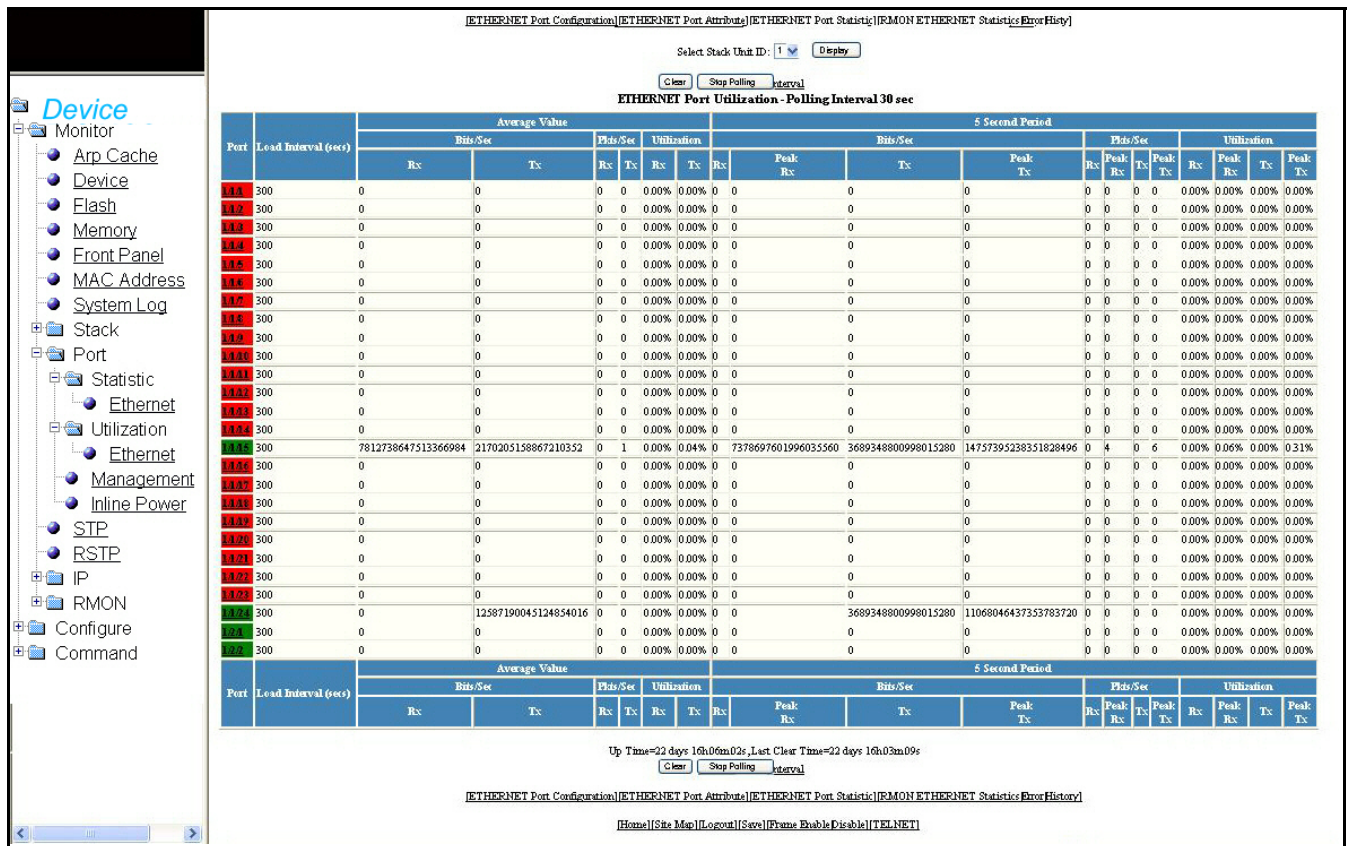 [ETHERNET Port Configuration][ETHERNET Port Attribute][ETHERNET Port Statistic][RMON ETHERNET Statistics Error Histy]
Select Stack Unit ID: 1 Display
Clear Stop Polling nterval
ETHERNET Port Utilization - Polling Interval 30 sec
Device
Monitor
Arp Cache
Device
Flash
Memory
Front Panel
MAC Address
System Log
Stack
Port
Statistic
Ethernet
Utilization
Ethernet
Management
Inline Power
STP
RSTP
IP
RMON
Configure
Command
Port Load Interval (secs) Average Value 5 Second Period
Bits/Sec Pkts/Sec Utilization Bits/Sec Pkts/Sec Utilization
Rx Tx Rx Tx Rx Tx Rx Peak Rx Tx Peak Tx Rx Peak Rx Tx Peak Tx Rx Peak Rx Tx Peak Tx
1/1/1 300 0 0 0 0 0.00% 0.00% 0 0 0 0 0 0 0 0 0.00% 0.00% 0.00% 0.00%
1/1/2 300 0 0 0 0 0.00% 0.00% 0 0 0 0 0 0 0 0 0.00% 0.00% 0.00% 0.00%
1/1/3 300 0 0 0 0 0.00% 0.00% 0 0 0 0 0 0 0 0 0.00% 0.00% 0.00% 0.00%
1/1/4 300 0 0 0 0 0.00% 0.00% 0 0 0 0 0 0 0 0 0.00% 0.00% 0.00% 0.00%
1/1/5 300 0 0 0 0 0.00% 0.00% 0 0 0 0 0 0 0 0 0.00% 0.00% 0.00% 0.00%
1/1/6 300 0 0 0 0 0.00% 0.00% 0 0 0 0 0 0 0 0 0.00% 0.00% 0.00% 0.00%
1/1/7 300 0 0 0 0 0.00% 0.00% 0 0 0 0 0 0 0 0 0.00% 0.00% 0.00% 0.00%
1/1/8 300 0 0 0 0 0.00% 0.00% 0 0 0 0 0 0 0 0 0.00% 0.00% 0.00% 0.00%
1/1/9 300 0 0 0 0 0.00% 0.00% 0 0 0 0 0 0 0 0 0.00% 0.00% 0.00% 0.00%
1/1/10 300 0 0 0 0 0.00% 0.00% 0 0 0 0 0 0 0 0 0.00% 0.00% 0.00% 0.00%
1/1/11 300 0 0 0 0 0.00% 0.00% 0 0 0 0 0 0 0 0 0.00% 0.00% 0.00% 0.00%
1/1/12 300 0 0 0 0 0.00% 0.00% 0 0 0 0 0 0 0 0 0.00% 0.00% 0.00% 0.00%
1/1/13 300 0 0 0 0 0.00% 0.00% 0 0 0 0 0 0 0 0 0.00% 0.00% 0.00% 0.00%
1/1/14 300 0 0 0 0 0.00% 0.00% 0 0 0 0 0 0 0 0 0.00% 0.00% 0.00% 0.00%
1/1/15 300 7812738647513366984 2170205158867210352 0 1 0.00% 0.04% 0 7378697601996035560 3689348800998015280 14757395238351828496 0 4 0 6 0.00% 0.06% 0.00% 0.31%
1/1/16 300 0 0 0 0 0.00% 0.00% 0 0 0 0 0 0 0 0 0.00% 0.00% 0.00% 0.00%
1/1/17 300 0 0 0 0 0.00% 0.00% 0 0 0 0 0 0 0 0 0.00% 0.00% 0.00% 0.00%
1/1/18 300 0 0 0 0 0.00% 0.00% 0 0 0 0 0 0 0 0 0.00% 0.00% 0.00% 0.00%
1/1/19 300 0 0 0 0 0.00% 0.00% 0 0 0 0 0 0 0 0 0.00% 0.00% 0.00% 0.00%
1/1/20 300 0 0 0 0 0.00% 0.00% 0 0 0 0 0 0 0 0 0.00% 0.00% 0.00% 0.00%
1/1/21 300 0 0 0 0 0.00% 0.00% 0 0 0 0 0 0 0 0 0.00% 0.00% 0.00% 0.00%
1/1/22 300 0 0 0 0 0.00% 0.00% 0 0 0 0 0 0 0 0 0.00% 0.00% 0.00% 0.00%
1/1/23 300 0 0 0 0 0.00% 0.00% 0 0 0 0 0 0 0 0 0.00% 0.00% 0.00% 0.00%
1/1/24 300 0 12587190045124854016 0 0 0.00% 0.00% 0 0 3689348800998015280 11068046437353783720 0 0 0 0 0.00% 0.00% 0.00% 0.00%
1/2/1 300 0 0 0 0 0.00% 0.00% 0 0 0 0 0 0 0 0 0.00% 0.00% 0.00% 0.00%
1/2/2 300 0 0 0 0 0.00% 0.00% 0 0 0 0 0 0 0 0 0.00% 0.00% 0.00% 0.00%
Port Load Interval (secs) Average Value 5 Second Period
Bits/Sec Pkts/Sec Utilization Bits/Sec Pkts/Sec Utilization
Rx Tx Rx Tx Rx Tx Rx Peak Rx Tx Peak Tx Rx Peak Rx Tx Peak Tx Rx Peak Rx Tx Peak Tx
Up Time=22 days 16h:06m:02s ,Last Clear Time=22 days 16h:03m:09s
Clear Stop Polling nterval
[ETHERNET Port Configuration][ETHERNET Port Attribute][ETHERNET Port Statistic][RMON ETHERNET Statistics Error History]
[Home][Site Map][Logout][Save][Frame Enable Disable][TELNET]